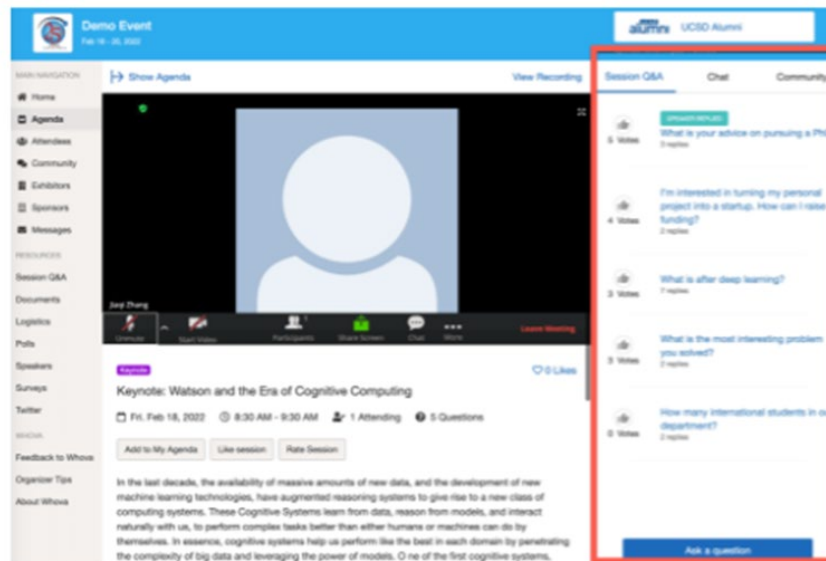 Demo Event
Feb 18 - 20, 2022
alumni
UCSD Alumni
MAIN NAVIGATION
Home
Agenda
Attendees
Community
Exhibitors
Sponsors
Messages
RESOURCES
Session Q&A
Documents
Logistics
Polls
Speakers
Surveys
Twitter
WHOVA
Feedback to Whova
Organizer Tips
About Whova
Show Agenda
View Recording
Zhang
Unmute
Start Video
Participants
1
Share Screen
Chat
More
Leave Meeting
Keynote
0 Likes
Keynote: Watson and the Era of Cognitive Computing
Fri, Feb 18, 2022 8:30 AM - 9:30 AM 1 Attending 5 Questions
Add to My Agenda Like session Rate Session
In the last decade, the availability of massive amounts of new data, and the development of new
machine learning technologies, have augmented reasoning systems to give rise to a new class of
computing systems. These Cognitive Systems learn from data, reason from models, and interact
naturally with us, to perform complex tasks better than either humans or machines can do by
themselves. In essence, cognitive systems help us perform like the best in each domain by penetrating
the complexity of big data and leveraging the power of models. O ne of the first cognitive systems,
Session Q&A Chat Community
SPEAKER REPLIED
What is your advice on pursuing a Ph
3 replies
5 Votes
I'm interested in turning my personal
project into a startup. How can I raise
funding?
2 replies
4 Votes
What is after deep learning?
7 replies
3 Votes
What is the most interesting problem
you solved?
2 replies
3 Votes
How many international students in ou
department?
2 replies
0 Votes
Ask a question